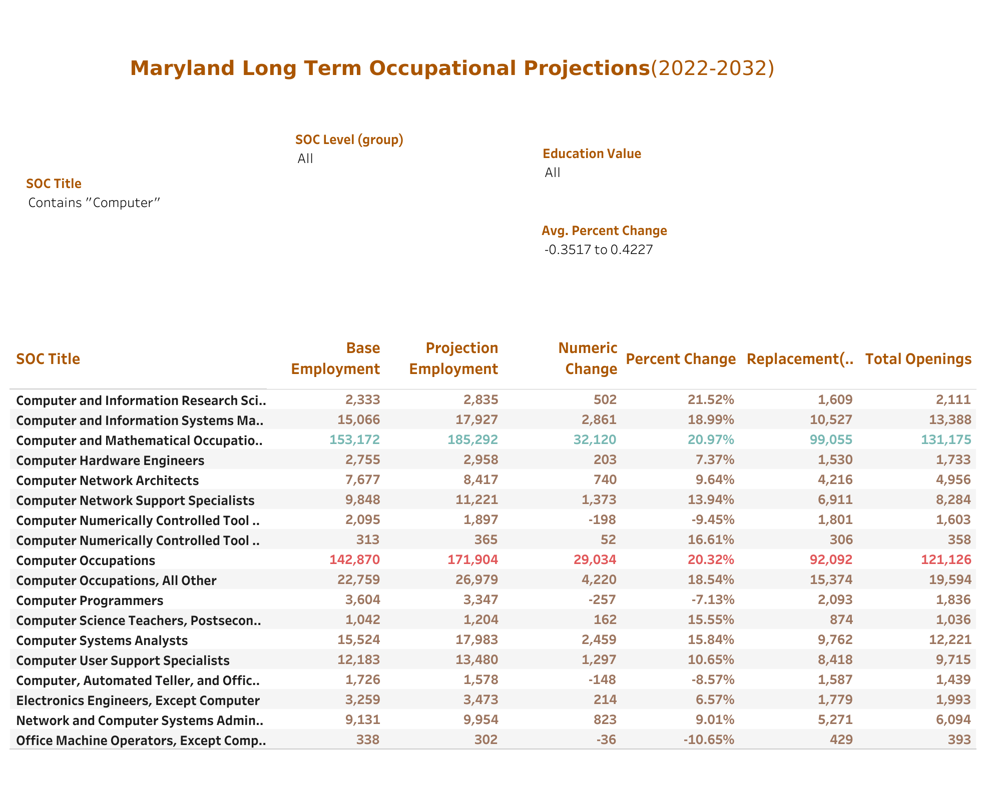 Maryland Long Term Occupational Projections(2022-2032)
SOC Level (group)
All
Education Value
All
SOC Title
Contains "Computer"
Avg. Percent Change
-0.3517 to 0.4227
SOC Title Base Employment Projection Employment Numeric Change Percent Change Replacement(.. Total Openings
Computer and Information Research Sci.. 2,333 2,835 502 21.52% 1,609 2,111
Computer and Information Systems Ma.. 15,066 17,927 2,861 18.99% 10,527 13,388
Computer and Mathematical Occupatio.. 153,172 185,292 32,120 20.97% 99,055 131,175
Computer Hardware Engineers 2,755 2,958 203 7.37% 1,530 1,733
Computer Network Architects 7,677 8,417 740 9.64% 4,216 4,956
Computer Network Support Specialists 9,848 11,221 1,373 13.94% 6,911 8,284
Computer Numerically Controlled Tool .. 2,095 1,897 -198 -9.45% 1,801 1,603
Computer Numerically Controlled Tool .. 313 365 52 16.61% 306 358
Computer Occupations 142,870 171,904 29,034 20.32% 92,092 121,126
Computer Occupations, All Other 22,759 26,979 4,220 18.54% 15,374 19,594
Computer Programmers 3,604 3,347 -257 -7.13% 2,093 1,836
Computer Science Teachers, Postsecon.. 1,042 1,204 162 15.55% 874 1,036
Computer Systems Analysts 15,524 17,983 2,459 15.84% 9,762 12,221
Computer User Support Specialists 12,183 13,480 1,297 10.65% 8,418 9,715
Computer, Automated Teller, and Offic.. 1,726 1,578 -148 -8.57% 1,587 1,439
Electronics Engineers, Except Computer 3,259 3,473 214 6.57% 1,779 1,993
Network and Computer Systems Admin.. 9,131 9,954 823 9.01% 5,271 6,094
Office Machine Operators, Except Comp.. 338 302 -36 -10.65% 429 393